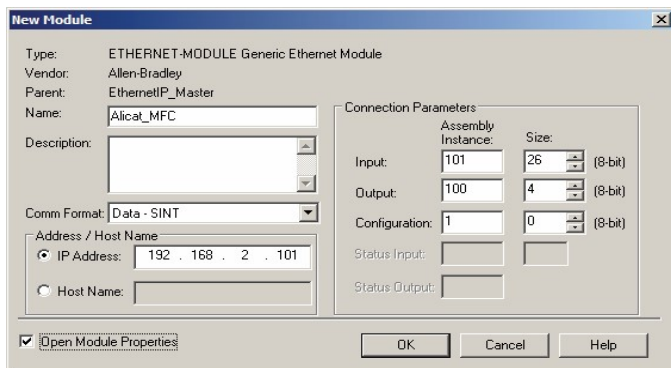 New Module
Type: ETHERNET-MODULE Generic Ethernet Module
Vendor: Allen-Bradley
Parent: EthernetIP_Master
Name: Alicat_MFC
Description:
Comm Format: Data - SINT
Address / Host Name
IP Address: 192 . 168 . 2 . 101
Host Name:
Connection Parameters
Assembly Instance: Size:
Input: 101 26 (8-bit)
Output: 100 4 (8-bit)
Configuration: 1 0 (8-bit)
Status Input:
Status Output:
Open Module Properties
OK Cancel Help